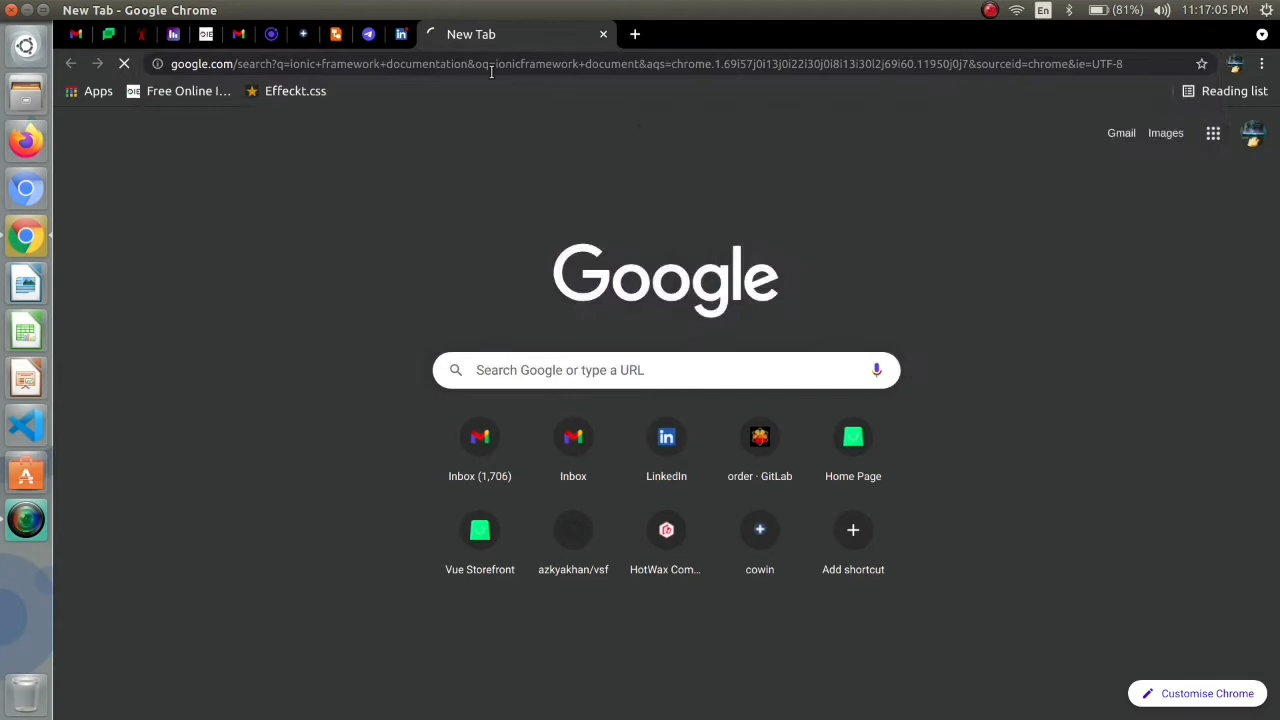 New Tab - Google Chrome
En
(81%)
11:17:05 PM
New Tab
google.com/search?q=ionic+framework+documentation&oq=ionicframework+document&aqs=chrome.1.69i57j0i13j0i22i30j0i8i13i30l2j69i60.11950j0j7&sourceid=chrome&ie=UTF-8
Apps
OIE
Free Online I...
Effeckt.css
Reading list
Gmail
Images
Google
Search Google or type a URL
Inbox (1,706)
Inbox
LinkedIn
order · GitLab
Home Page
Vue Storefront
azkyakhan/vsf
HotWax Com...
cowin
Add shortcut
Customise Chrome